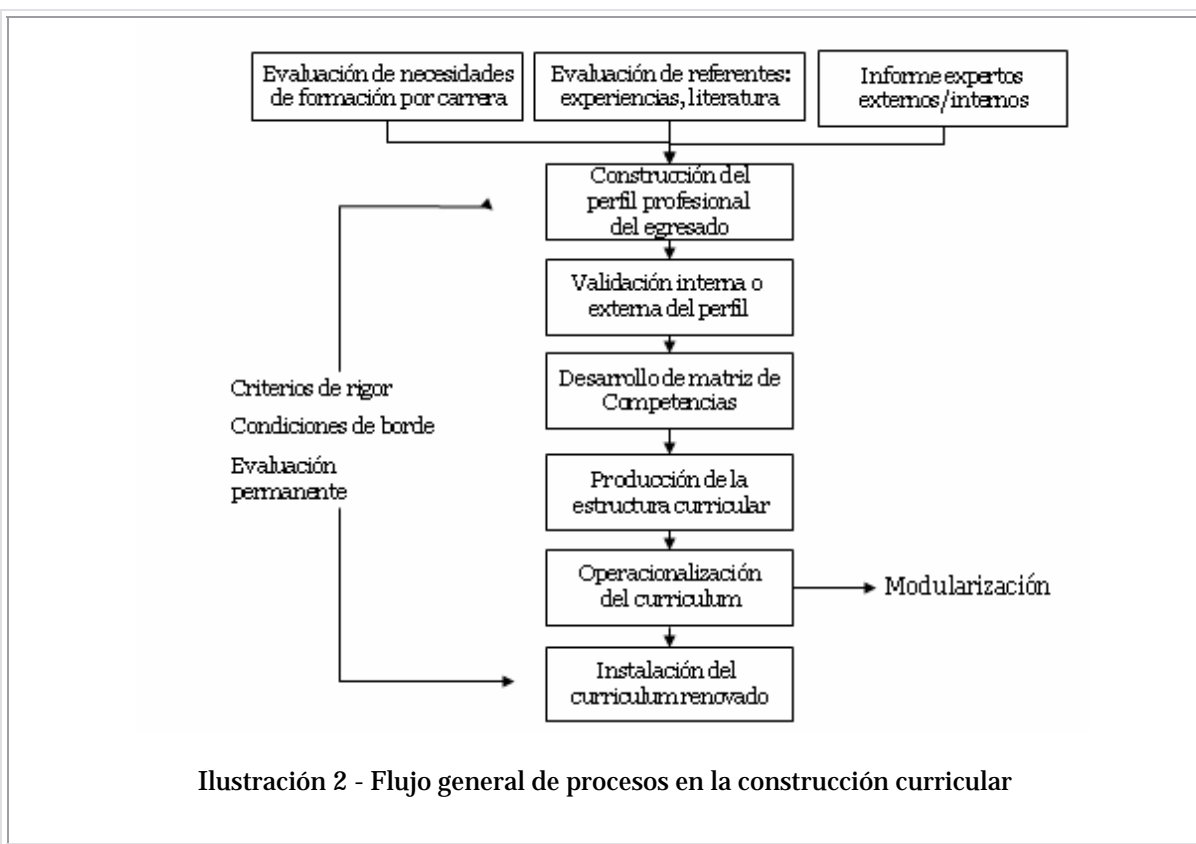 Evaluación de necesidades
de formación por carrera
Evaluación de referentes:
experiencias, literatura
Informe expertos
externos/internos
Construcción del
perfil profesional
del egresado
Validación interna o
externa del perfil
Desarrollo de matriz de
Competencias
Criterios de rigor
Condiciones de borde
Evaluación
permanente
Producción de la
estructura curricular
Operacionalización
del curriculum
Modularización
Instalación del
curriculum renovado
Ilustración 2 - Flujo general de procesos en la construcción curricular